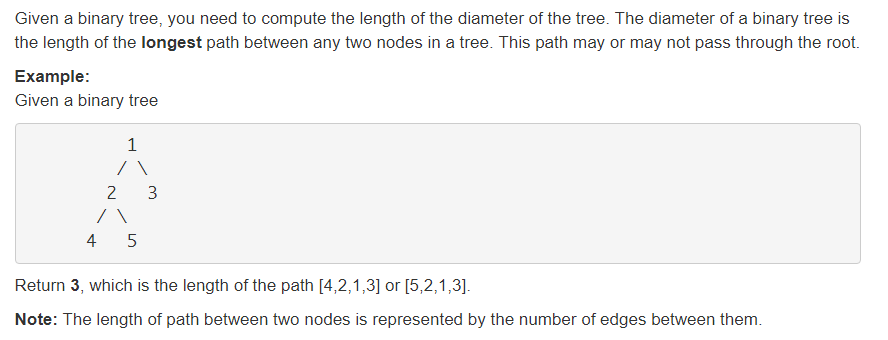 Given a binary tree, you need to compute the length of the diameter of the tree. The diameter of a binary tree is
the length of the longest path between any two nodes in a tree. This path may or may not pass through the root.
Example:
Given a binary tree
1
/ \
2 3
/ \
4 5
Return 3, which is the length of the path [4,2,1,3] or [5,2,1,3].
Note: The length of path between two nodes is represented by the number of edges between them.